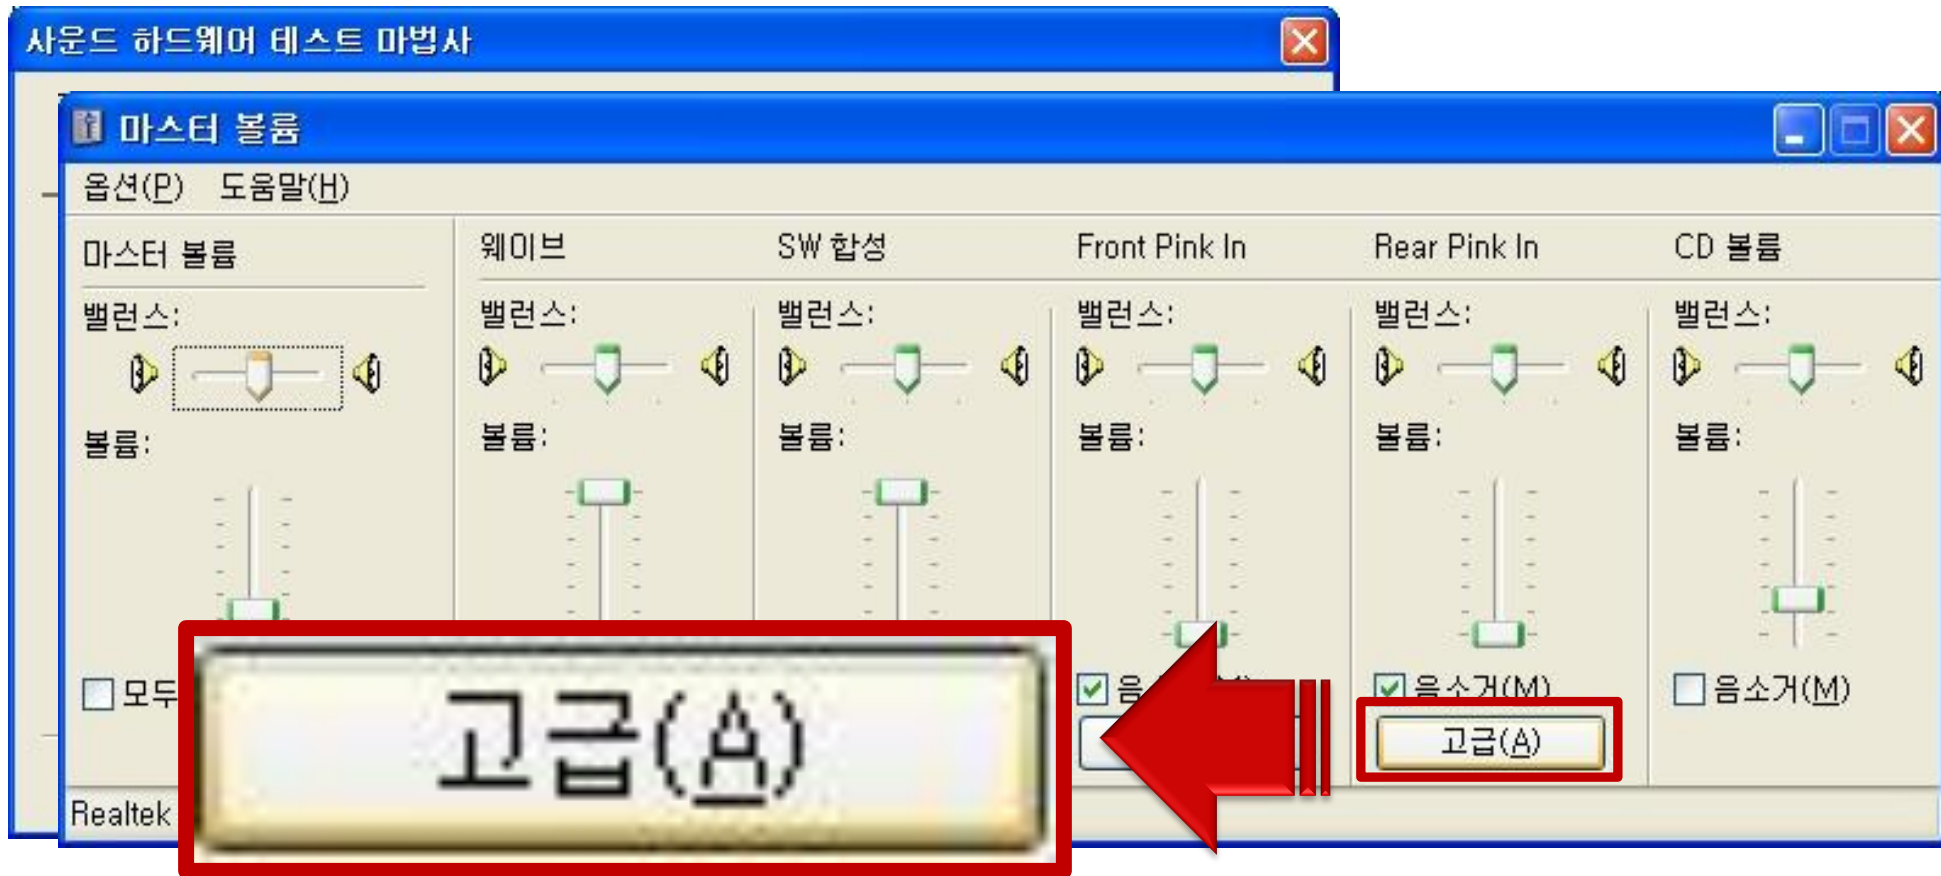 사운드 하드웨어 테스트 마법사
마스터 볼륨
옵션(P) 도움말(H)
마스터 볼륨
웨이브
SW 합성
Front Pink In
Rear Pink In
CD 볼륨
밸런스:
밸런스:
밸런스:
밸런스:
밸런스:
밸런스:
볼륨:
볼륨:
볼륨:
볼륨:
볼륨:
볼륨:
모두
음소거(M)
음소거(M)
고급(A)
고급(A)
Realtek